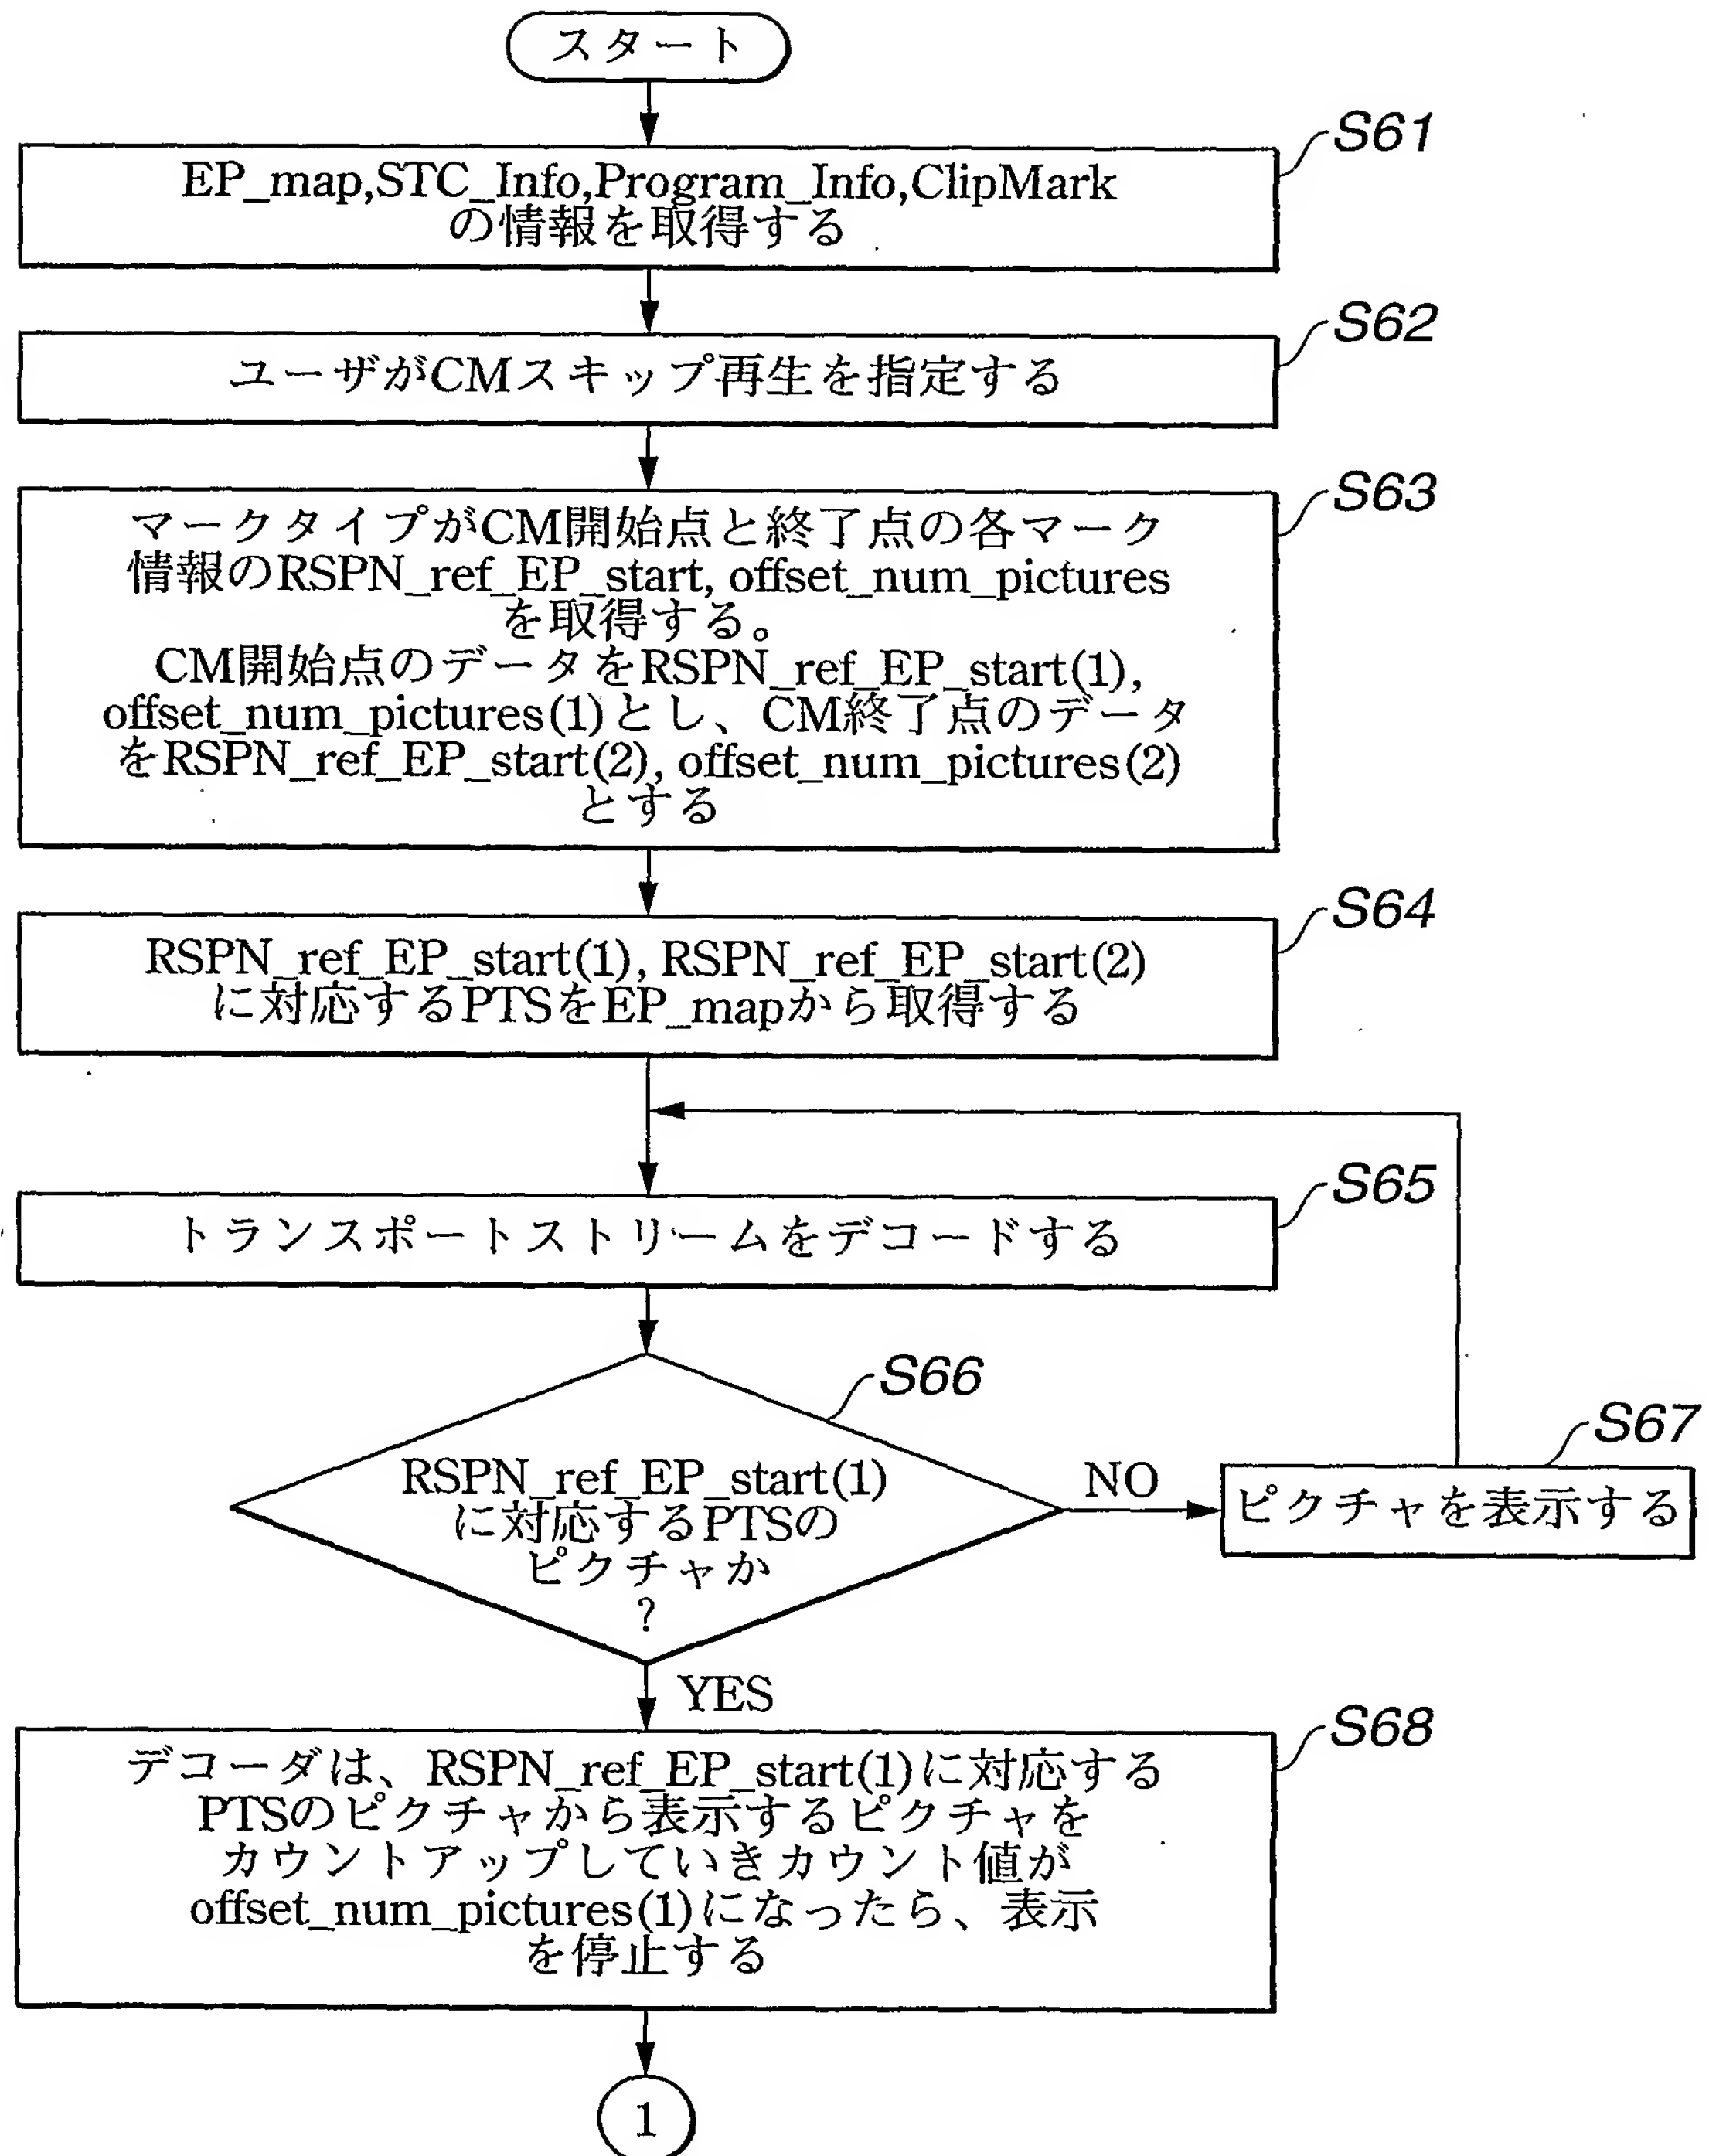 スタート
S61
EP_map,STC_Info,Program_Info,ClipMark
の情報を取得する
S62
ユーザがCMスキップ再生を指定する
S63
マークタイプがCM開始点と終了点の各マーク
情報のRSPN_ref_EP_start, offset_num_pictures
を取得する。
CM開始点のデータをRSPN_ref_EP_start(1),
offset_num_pictures(1)とし、CM終了点のデータ
をRSPN_ref_EP_start(2), offset_num_pictures(2)
とする
S64
RSPN_ref_EP_start(1), RSPN_ref_EP_start(2)
に対応するPTSをEP_mapから取得する
S65
トランスポートストリームをデコードする
S66
RSPN_ref_EP_start(1)
に対応するPTSの
ピクチャか
?
NO
S67
ピクチャを表示する
YES
S68
デコーダは、RSPN_ref_EP_start(1)に対応する
PTSのピクチャから表示するピクチャを
カウントアップしていきカウント値が
offset_num_pictures(1)になったら、表示
を停止する
1